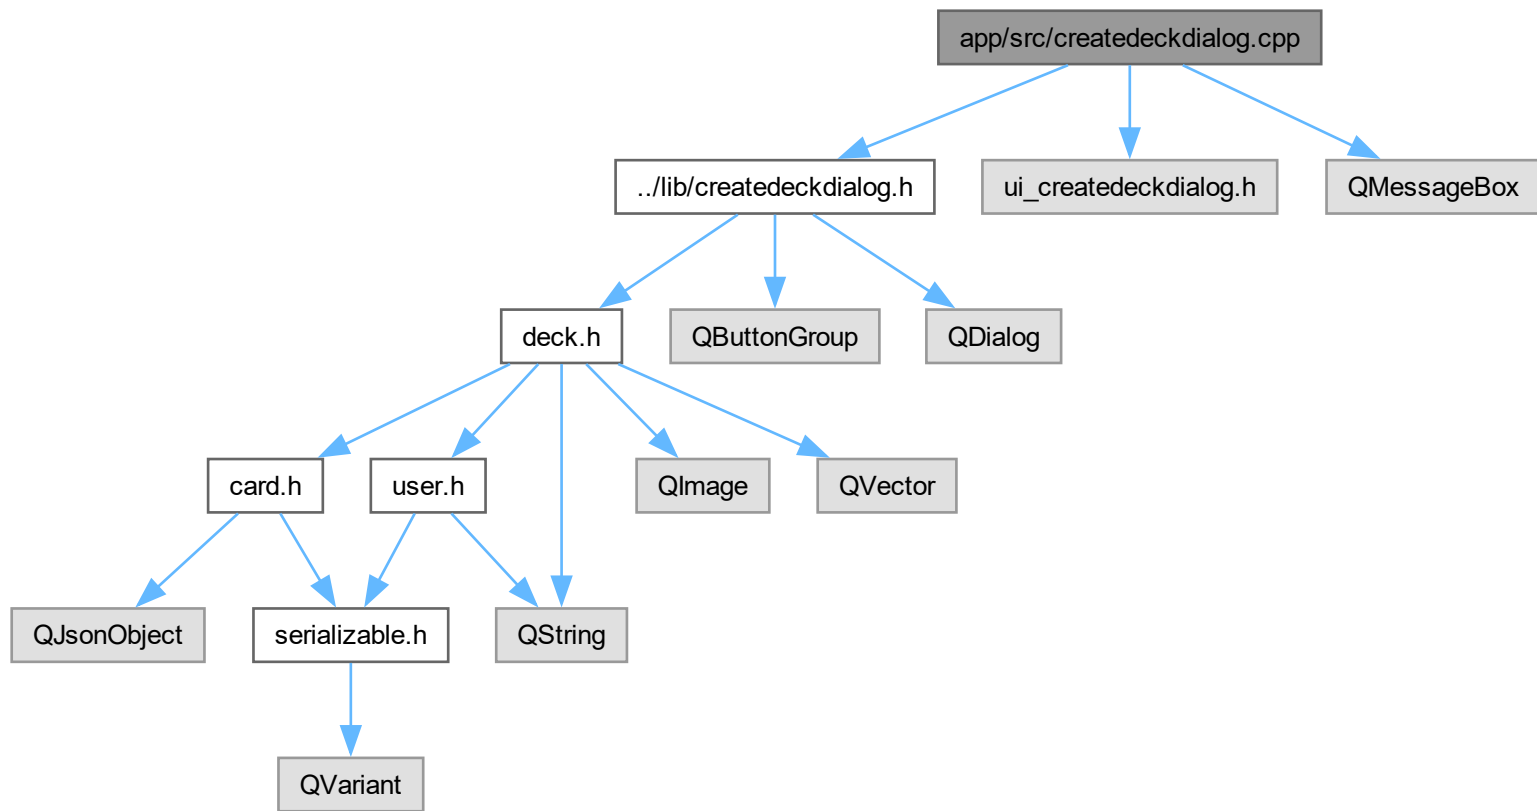 app/src/createdeckdialog.cpp
../lib/createdeckdialog.h
ui_createdeckdialog.h
QMessageBox
deck.h
QButtonGroup
QDialog
card.h
user.h
QImage
QVector
QJsonObject
serializable.h
QString
QVariant